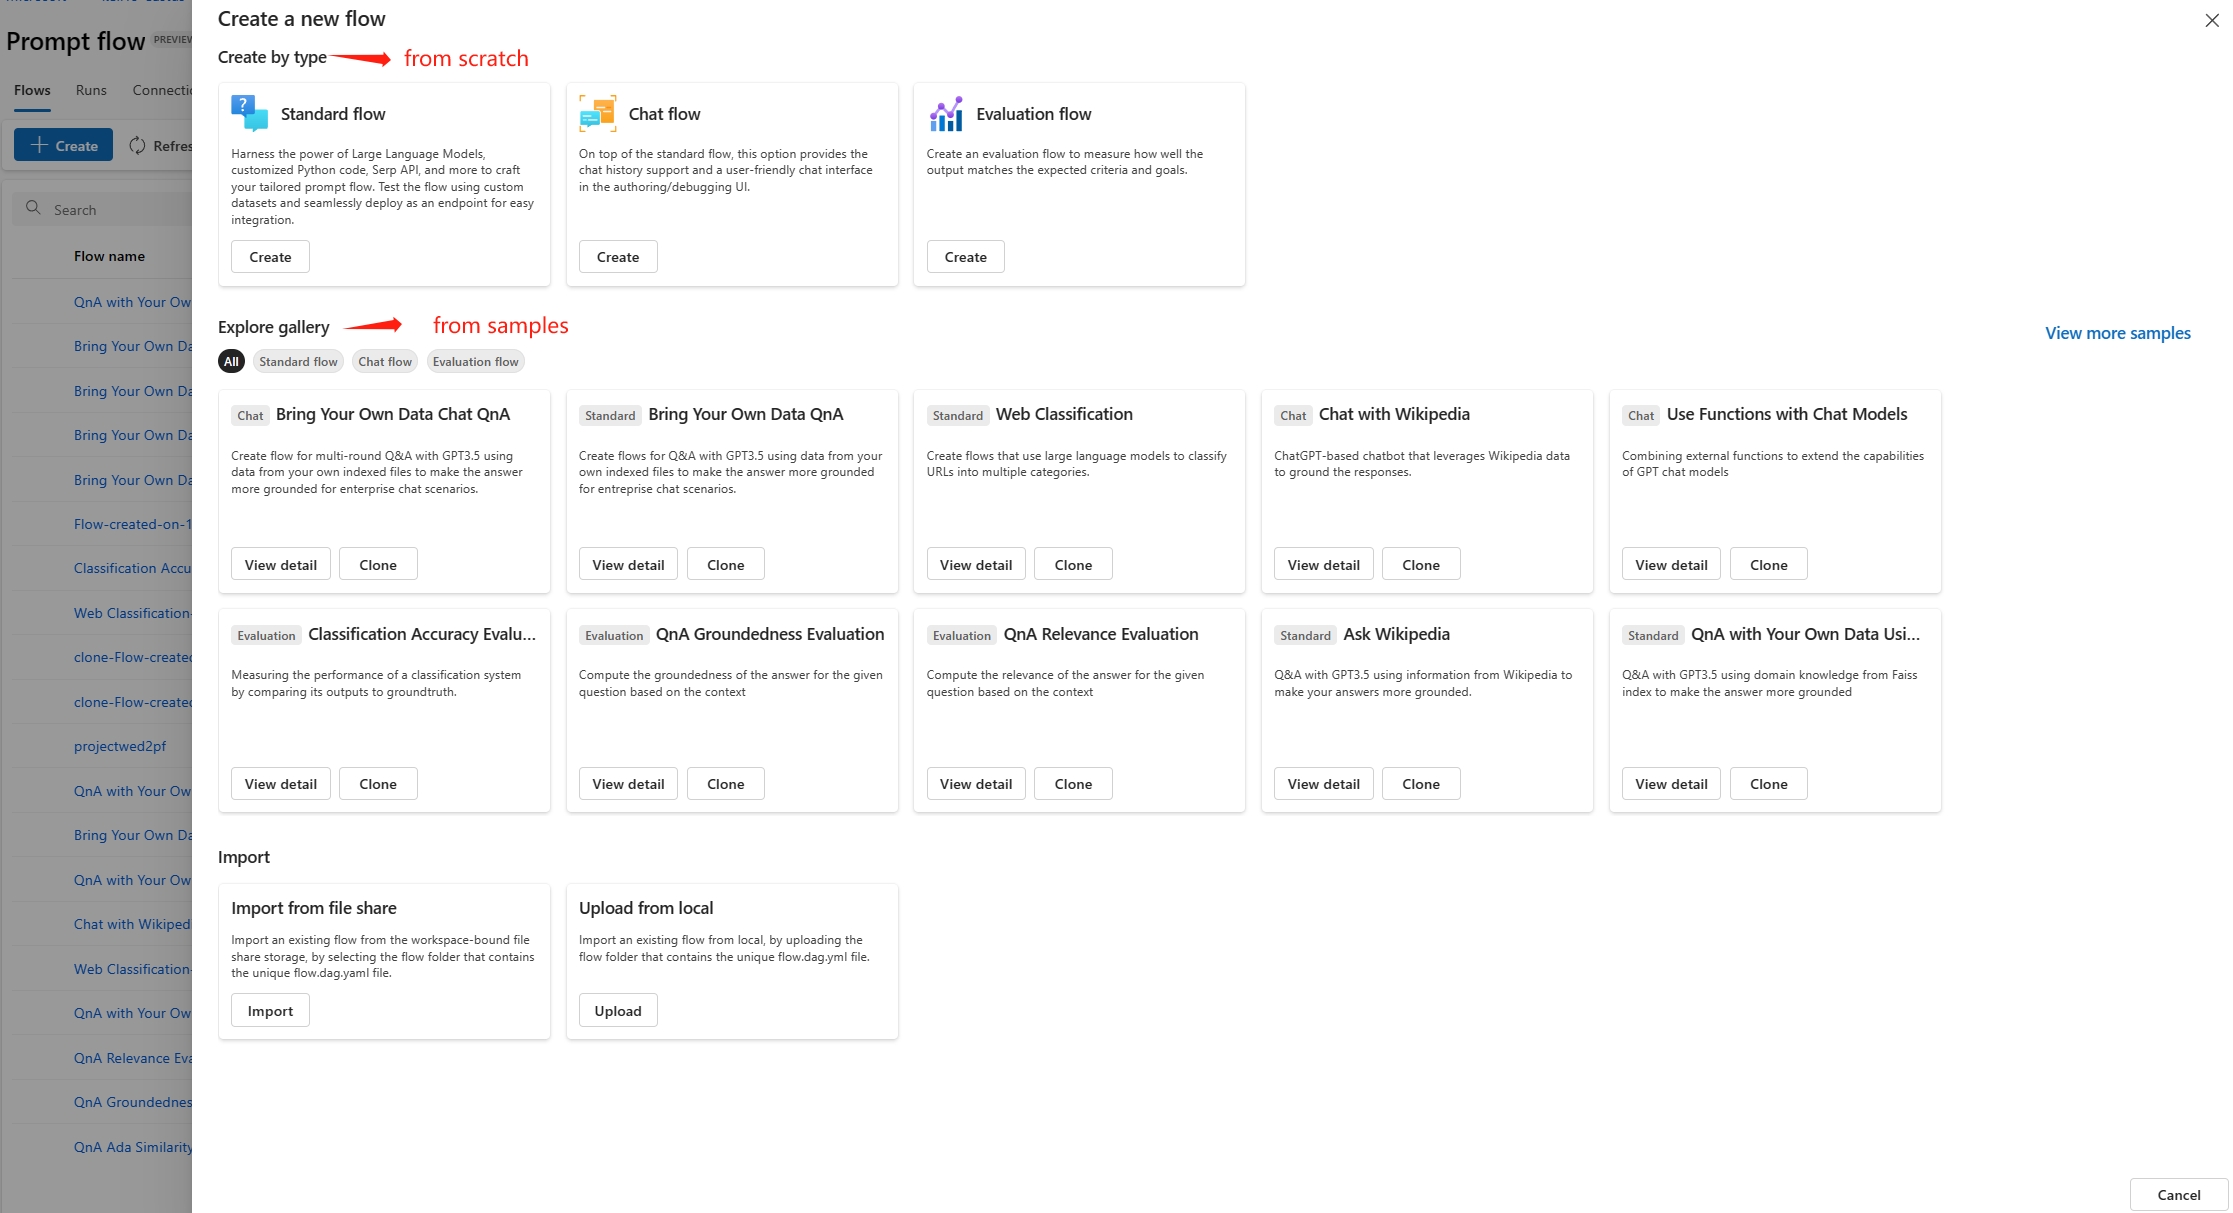 Create a new flow
Prompt flow PREVIEW
Create by type
from scratch
Flows
Runs
Connectio
Create
Refres
Search
Flow name
QnA with Your Ow
Bring Your Own Da
Bring Your Own Da
Bring Your Own Da
Bring Your Own Da
Flow-created-on-1
Classification Accu
Web Classification-
clone-Flow-created
clone-Flow-created
projectwed2pf
QnA with Your Ow
Bring Your Own Da
QnA with Your Ow
Chat with Wikiped
Web Classification-
QnA with Your Ow
QnA Relevance Eva
QnA Groundednes
QnA Ada Similarity
Standard flow
Harness the power of Large Language Models,
customized Python code, Serp API, and more to craft
your tailored prompt flow. Test the flow using custom
datasets and seamlessly deploy as an endpoint for easy
integration.
Create
Chat flow
On top of the standard flow, this option provides the
chat history support and a user-friendly chat interface
in the authoring/debugging UI.
Create
Evaluation flow
Create an evaluation flow to measure how well the
output matches the expected criteria and goals.
Create
Explore gallery
from samples
View more samples
All
Standard flow
Chat flow
Evaluation flow
Chat Bring Your Own Data Chat QnA
Create flow for multi-round Q&A with GPT3.5 using
data from your own indexed files to make the answer
more grounded for enterprise chat scenarios.
View detail
Clone
Standard Bring Your Own Data QnA
Create flows for Q&A with GPT3.5 using data from your
own indexed files to make the answer more grounded
for entreprise chat scenarios.
View detail
Clone
Standard Web Classification
Create flows that use large language models to classify
URLs into multiple categories.
View detail
Clone
Chat Chat with Wikipedia
ChatGPT-based chatbot that leverages Wikipedia data
to ground the responses.
View detail
Clone
Chat Use Functions with Chat Models
Combining external functions to extend the capabilities
of GPT chat models
View detail
Clone
Evaluation Classification Accuracy Evalu...
Measuring the performance of a classification system
by comparing its outputs to groundtruth.
View detail
Clone
Evaluation QnA Groundedness Evaluation
Compute the groundedness of the answer for the given
question based on the context
View detail
Clone
Evaluation QnA Relevance Evaluation
Compute the relevance of the answer for the given
question based on the context
View detail
Clone
Standard Ask Wikipedia
Q&A with GPT3.5 using information from Wikipedia to
make your answers more grounded.
View detail
Clone
Standard QnA with Your Own Data Usi...
Q&A with GPT3.5 using domain knowledge from Faiss
index to make the answer more grounded
View detail
Clone
Import
Import from file share
Import an existing flow from the workspace-bound file
share storage, by selecting the flow folder that contains
the unique flow.dag.yaml file.
Import
Upload from local
Import an existing flow from local, by uploading the
flow folder that contains the unique flow.dag.yml file.
Upload
Cancel